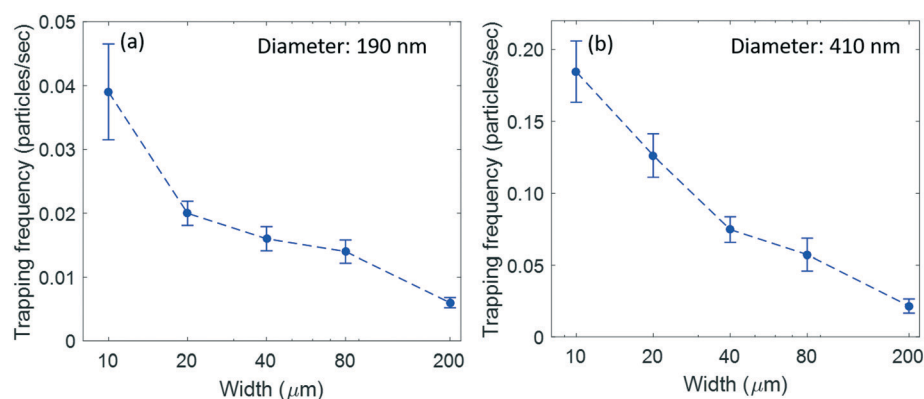 (a)
Diameter: 190 nm
Trapping frequency (particles/sec)
0.05
0.04
0.03
0.02
0.01
0
10 20 40 80 200
Width (μm)
(b)
Diameter: 410 nm
Trapping frequency (particles/sec)
0.20
0.15
0.10
0.05
0
10 20 40 80 200
Width (μm)